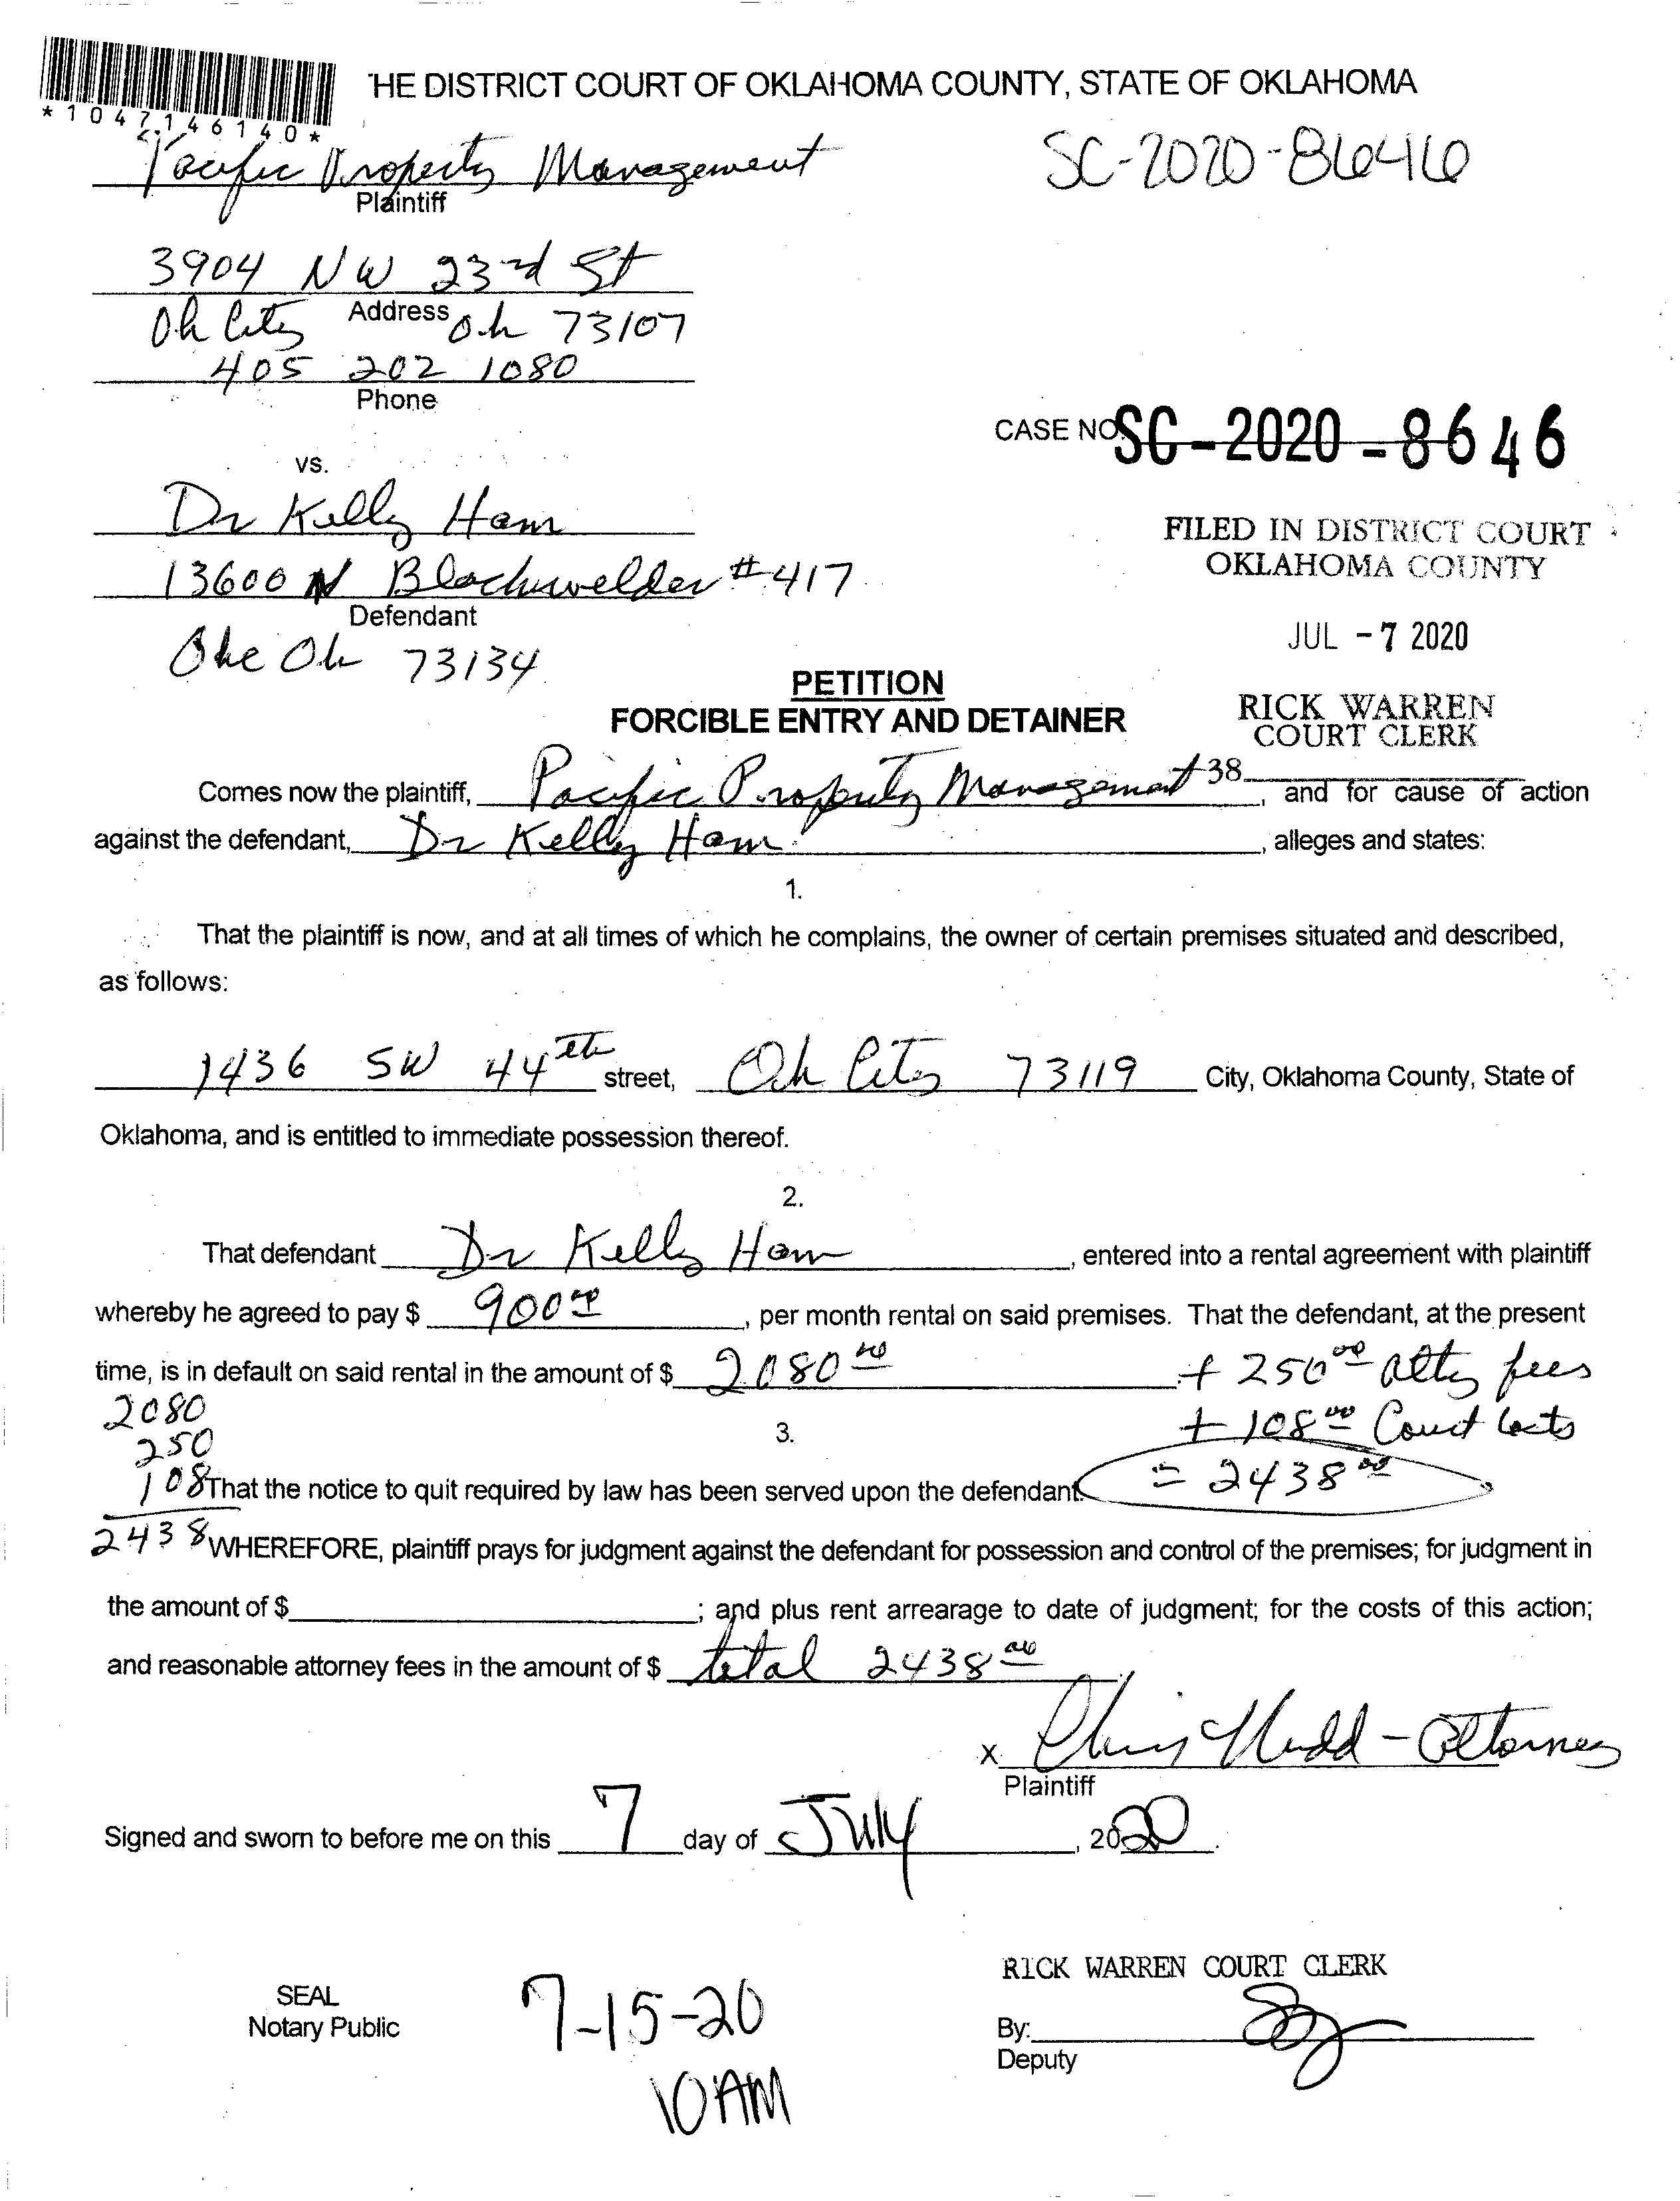 *1047146140*
HE DISTRICT COURT OF OKLAHOMA COUNTY, STATE OF OKLAHOMA
Pacific Property Management
SC-2020-8646
Plaintiff
3904 NW 23rd St
Address
Ok City Ok 73107
405 202 1080
Phone
CASE NO SC-2020-8646
vs.
Dr Kelly Ham
13600 N Blackwelder #417
Defendant
Okc Ok 73134
FILED IN DISTRICT COURT
OKLAHOMA COUNTY
JUL -7 2020
RICK WARREN
COURT CLERK
38
PETITION
FORCIBLE ENTRY AND DETAINER
Comes now the plaintiff, Pacific Property Management, and for cause of action
against the defendant, Dr Kelly Ham, alleges and states:
1.
That the plaintiff is now, and at all times of which he complains, the owner of certain premises situated and described,
as follows:
1436 SW 44th street, Ok City 73119 City, Oklahoma County, State of
Oklahoma, and is entitled to immediate possession thereof.
2.
That defendant Dr Kelly Ham, entered into a rental agreement with plaintiff
whereby he agreed to pay $ 900 00, per month rental on said premises. That the defendant, at the present
time, is in default on said rental in the amount of $ 2080 00 + 250 00 atty fees
+ 108 00 Court Costs
= 2438 00
2080
250
108
2438
3.
That the notice to quit required by law has been served upon the defendant.
WHEREFORE, plaintiff prays for judgment against the defendant for possession and control of the premises; for judgment in
the amount of $ ; and plus rent arrearage to date of judgment; for the costs of this action;
and reasonable attorney fees in the amount of $ total 2438 00
x - Attorney
Plaintiff
Signed and sworn to before me on this 7 day of July, 2020.
SEAL
Notary Public
7-15-20
10AM
RICK WARREN COURT CLERK
By:
Deputy